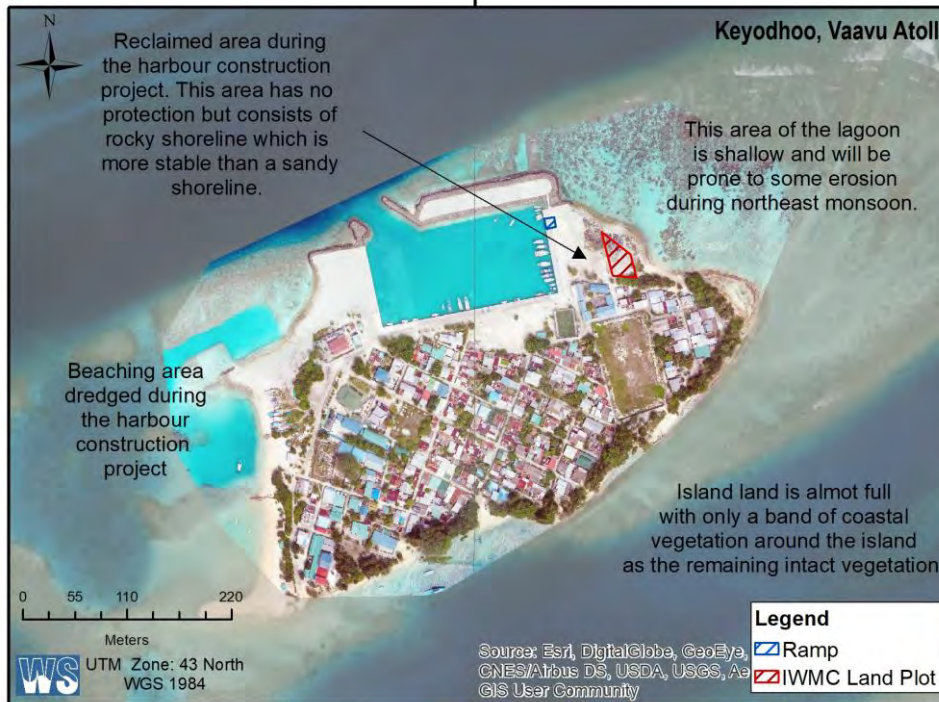 Keyodhoo, Vaavu Atoll
N
Reclaimed area during
the harbour construction
project. This area has no
protection but consists of
rocky shoreline which is
more stable than a sandy
shoreline.
This area of the lagoon
is shallow and will be
prone to some erosion
during northeast monsoon.
Beaching area
dredged during
the harbour
construction
project
Island land is almot full
with only a band of coastal
vegetation around the island
as the remaining intact vegetation
0 55 110 220
Meters
WS
UTM Zone: 43 North
WGS 1984
Source: Esri, DigitalGlobe, GeoEye,
CNES/Airbus DS, USDA, USGS, Ae
GIS User Community
Legend
Ramp
IWMC Land Plot